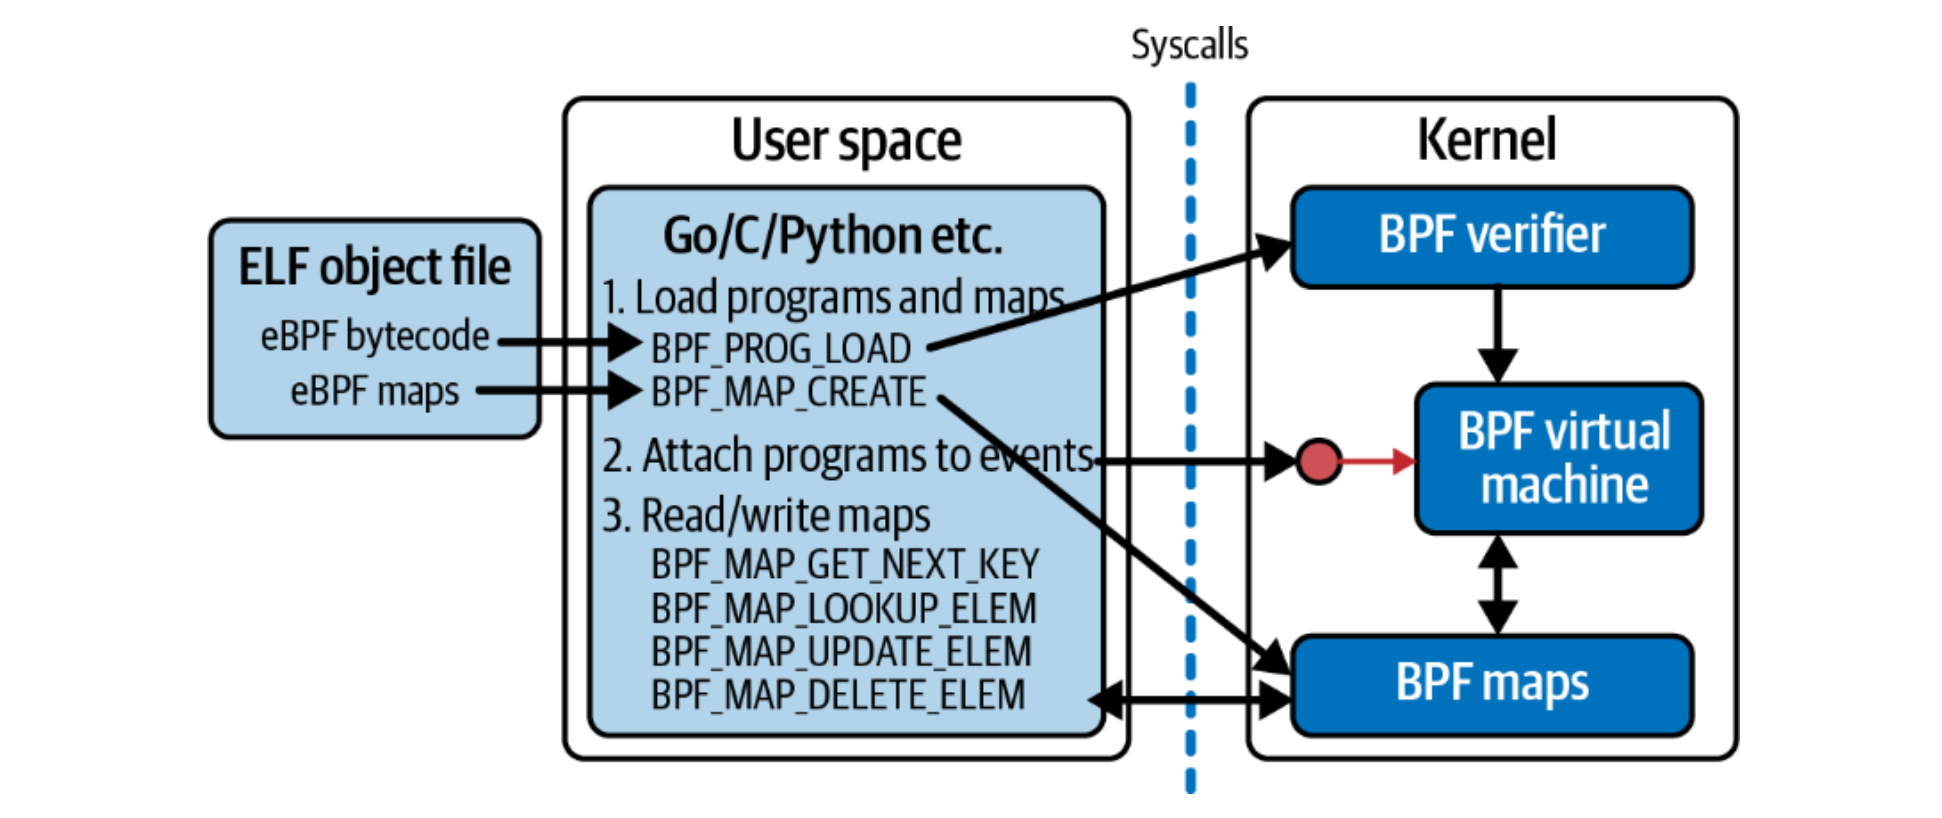 Syscalls
User space
Kernel
ELF object file
eBPF bytecode
eBPF maps
Go/C/Python etc.
1. Load programs and maps
BPF_PROG_LOAD
BPF_MAP_CREATE
2. Attach programs to events
3. Read/write maps
BPF_MAP_GET_NEXT_KEY
BPF_MAP_LOOKUP_ELEM
BPF_MAP_UPDATE_ELEM
BPF_MAP_DELETE_ELEM
BPF verifier
BPF virtual
machine
BPF maps